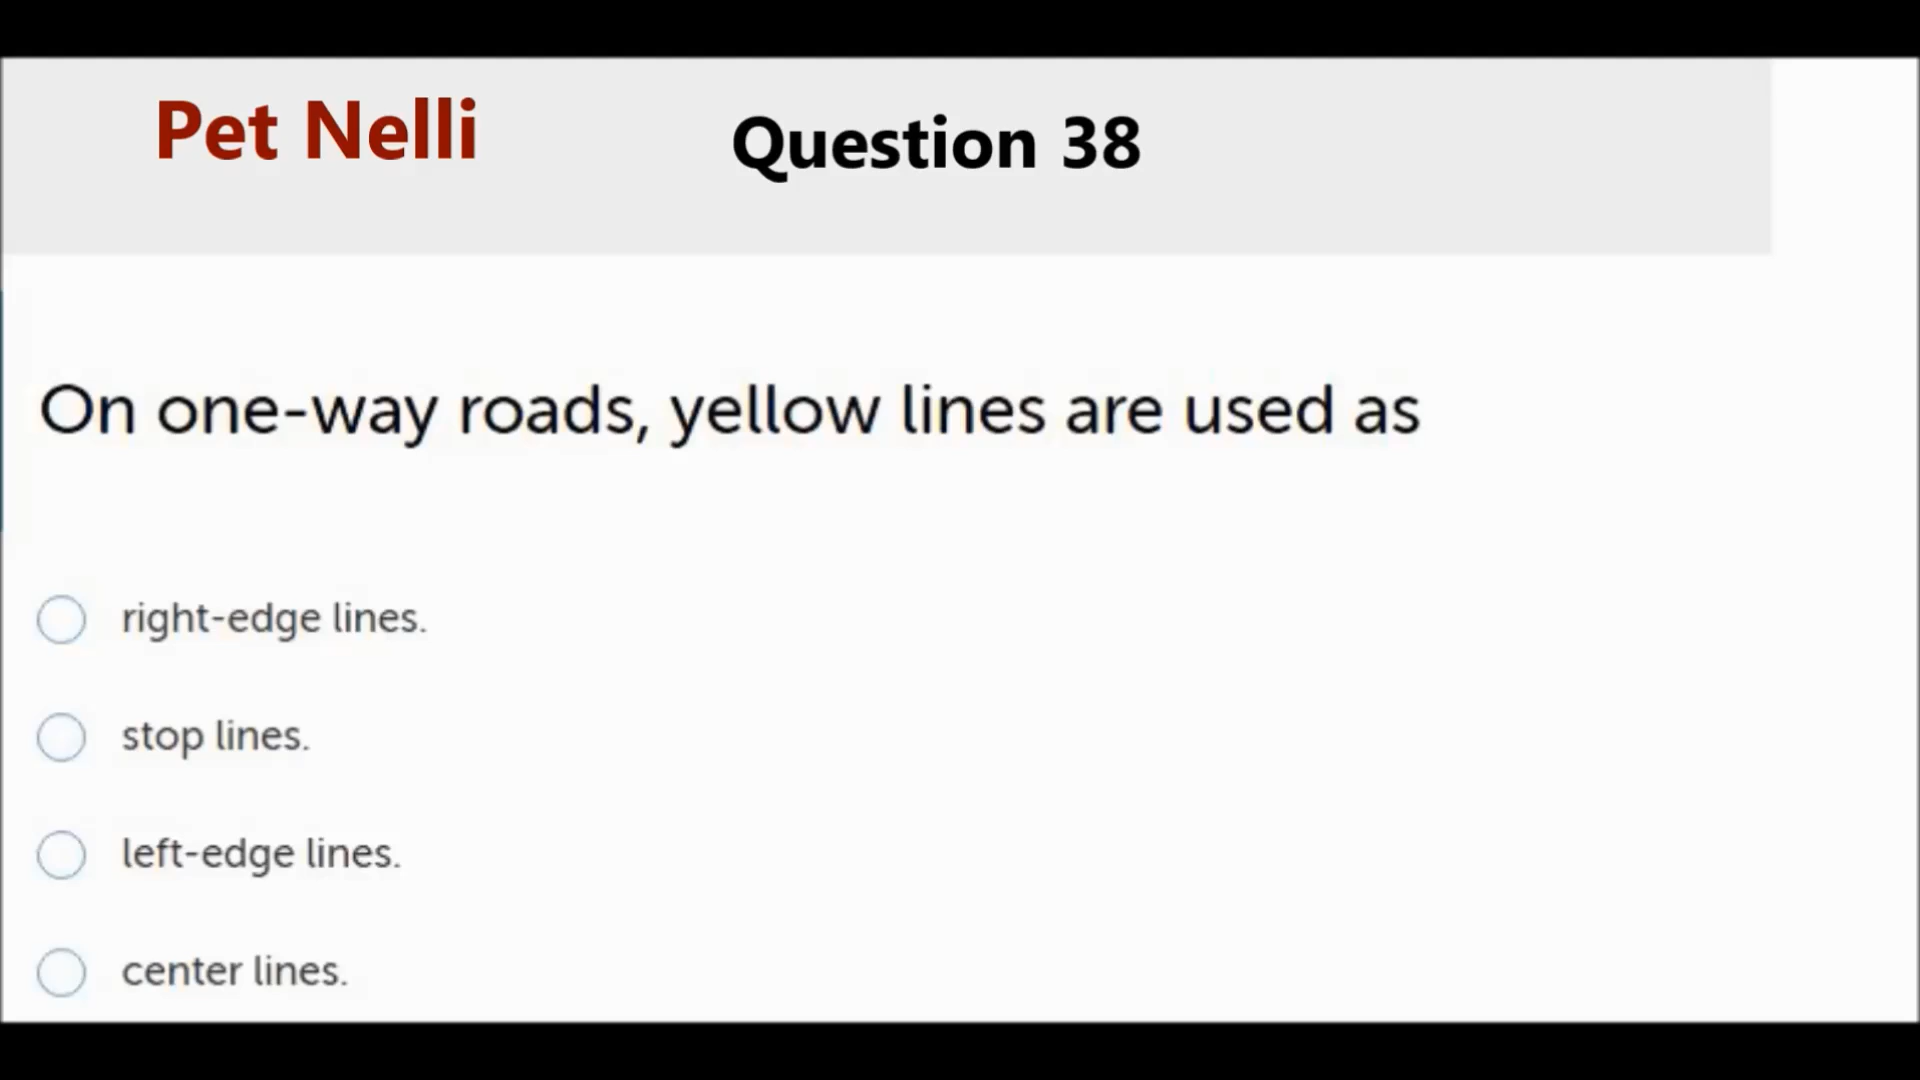 Pet Nelli
Question 38
On one-way roads, yellow lines are used as
right-edge lines.
stop lines.
left-edge lines.
center lines.